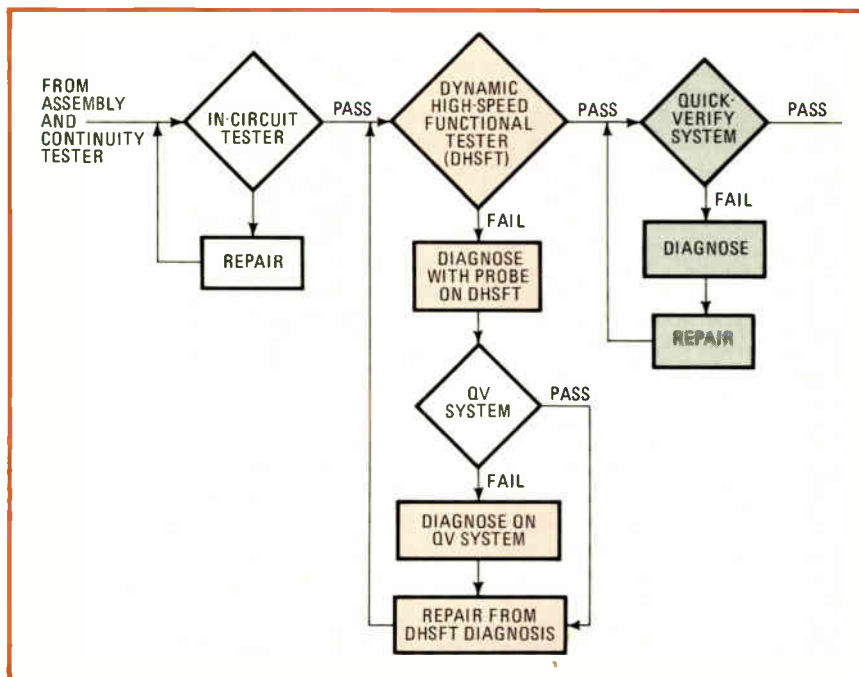 FROM
ASSEMBLY
AND
CONTINUITY
TESTER
IN-CIRCUIT
TESTER
PASS
REPAIR
DYNAMIC
HIGH-SPEED
FUNCTIONAL
TESTER
(DHSFT)
PASS
FAIL
DIAGNOSE
WITH PROBE
ON DHSFT
QV
SYSTEM
PASS
FAIL
DIAGNOSE ON
QV SYSTEM
REPAIR FROM
DHSFT DIAGNOSIS
QUICK-
VERIFY
SYSTEM
PASS
FAIL
DIAGNOSE
REPAIR